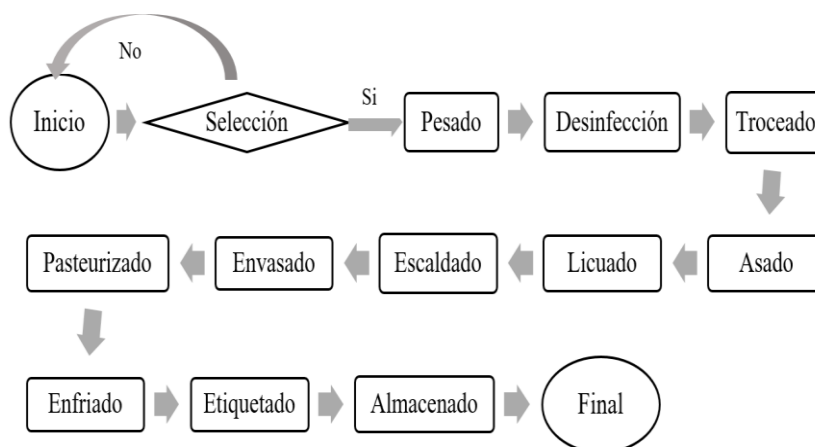 No
Si
Inicio
Selección
Pesado
Desinfección
Troceado
Pasteurizado
Envasado
Escaldado
Licuado
Asado
Enfriado
Etiquetado
Almacenado
Final